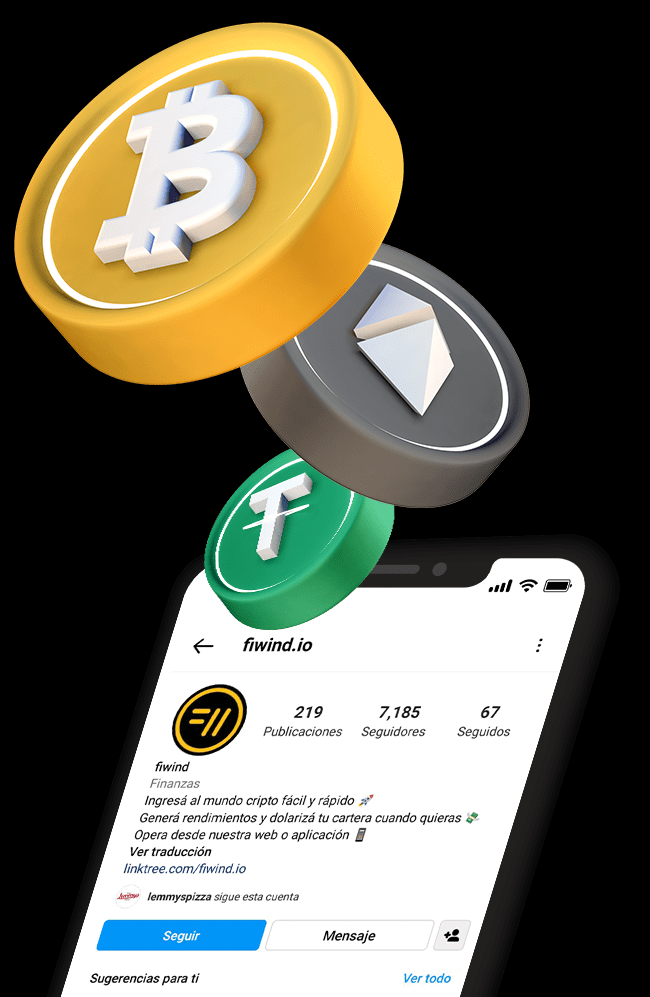 fiwind.io
219 7,185 67
Publicaciones Seguidores Seguidos
fiwind
Finanzas
Ingresá al mundo cripto fácil y rápido 🚀
Generá rendimientos y dolarizá tu cartera cuando quieras 💸
Opera desde nuestra web o aplicación 📱
Ver traducción
linktree.com/fiwind.io
lemmyspizza sigue esta cuenta
Seguir Mensaje
Sugerencias para ti Ver todo